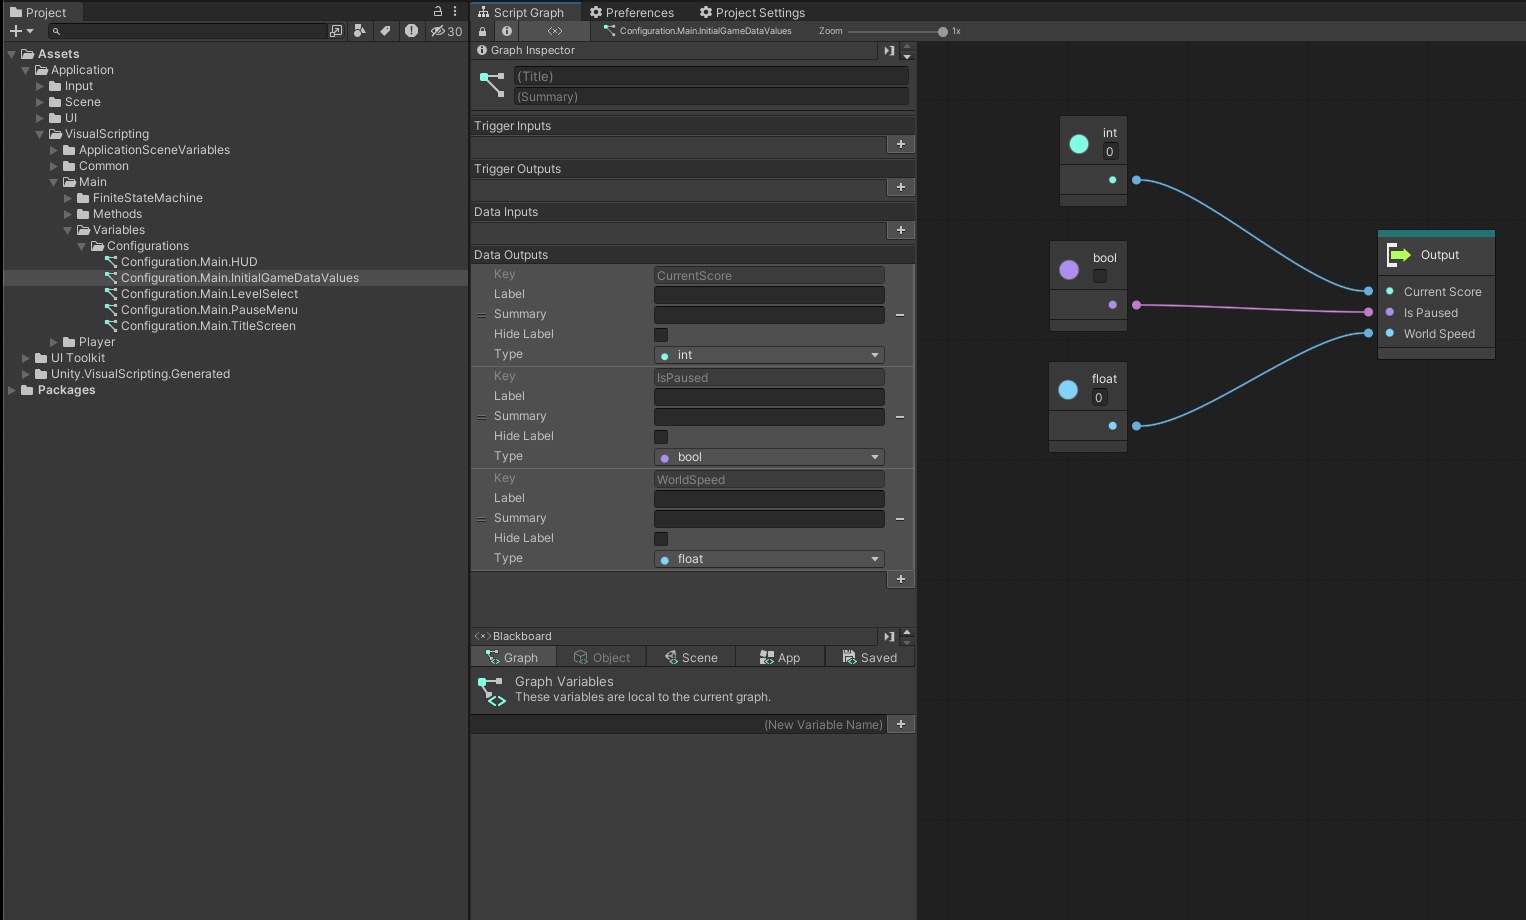 Project
30
Assets
Application
Input
Scene
UI
VisualScripting
ApplicationSceneVariables
Common
Main
FiniteStateMachine
Methods
Variables
Configurations
Configuration.Main.HUD
Configuration.Main.InitialGameDataValues
Configuration.Main.LevelSelect
Configuration.Main.PauseMenu
Configuration.Main.TitleScreen
Player
UI Toolkit
Unity.VisualScripting.Generated
Packages
Script Graph
Preferences
Project Settings
Configuration.Main.InitialGameDataValues
Zoom
1x
Graph Inspector
(Title)
(Summary)
Trigger Inputs
Trigger Outputs
Data Inputs
Data Outputs
Key CurrentScore
Label
Summary
Hide Label
Type int
Key IsPaused
Label
Summary
Hide Label
Type bool
Key WorldSpeed
Label
Summary
Hide Label
Type float
Blackboard
Graph Object Scene App Saved
Graph Variables
These variables are local to the current graph.
(New Variable Name)
int
0
bool
float
0
Output
Current Score
Is Paused
World Speed